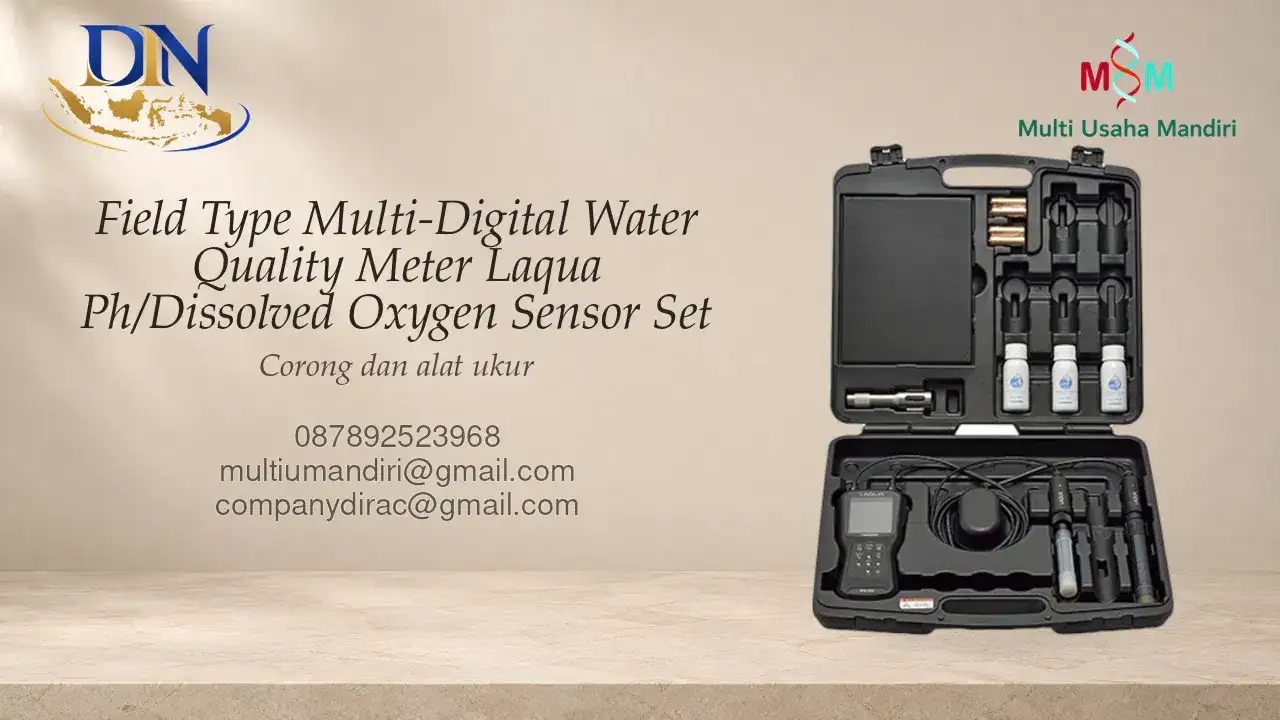 DN
M M
Multi Usaha Mandiri
Field Type Multi-Digital Water
Quality Meter Laqua
Ph/Dissolved Oxygen Sensor Set
Corong dan alat ukur
087892523968
multiumandiri@gmail.com
companydirac@gmail.com
LAQUA